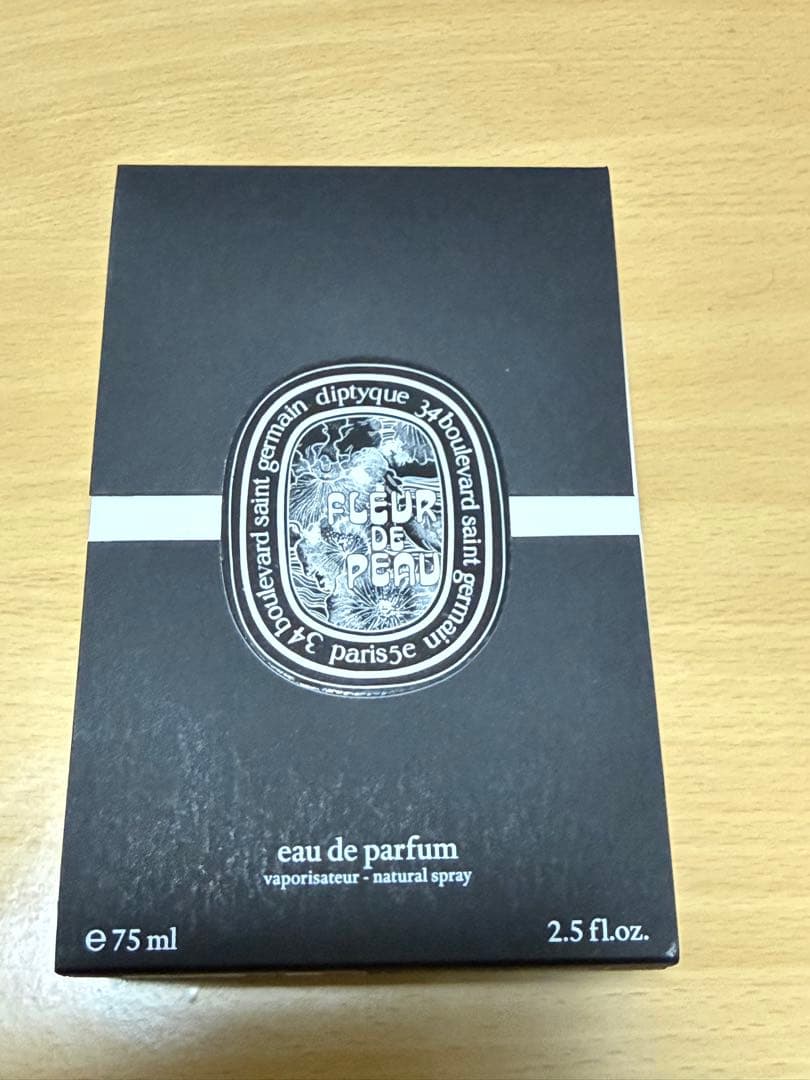 34 boulevard saint germain diptyque 34 boulevard saint germain
paris5e
FLEUR
DE
PEAU
eau de parfum
vaporisateur - natural spray
e 75 ml
2.5 fl.oz.